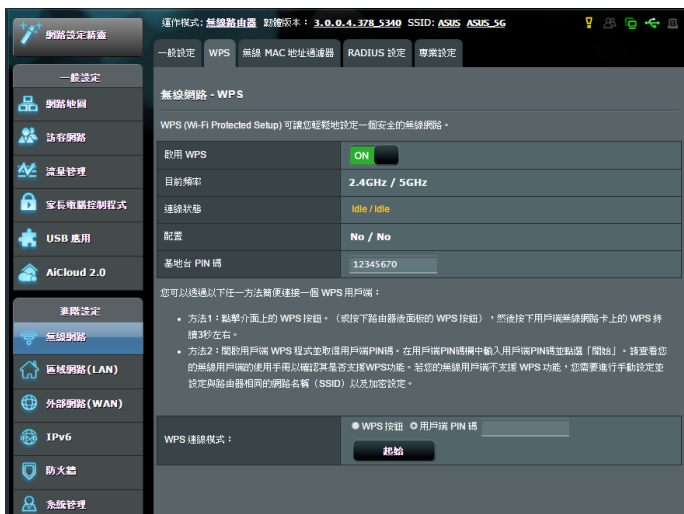 運作模式: 無線路由器 韌體版本： 3.0.0.4.378_5340 SSID: ASUS ASUS_5G
網路設定精靈
一般設定 WPS 無線 MAC 地址過濾器 RADIUS 設定 專業設定
一般設定
網路地圖
訪客網路
流量管理
家長電腦控制程式
USB 應用
AiCloud 2.0
進階設定
無線網路
區域網路(LAN)
外部網路(WAN)
IPv6
防火牆
系統管理
無線網路 - WPS
WPS (Wi-Fi Protected Setup) 可讓您輕鬆地設定一個安全的無線網路。
啟用 WPS ON
目前頻率 2.4GHz / 5GHz
連線狀態 Idle / Idle
配置 No / No
基地台 PIN 碼 12345670
您可以透過以下任一方法簡便連接一個 WPS 用戶端：
• 方法1：點擊介面上的 WPS 按鈕。（或按下路由器後面板的 WPS 按鈕），然後按下用戶端無線網路卡上的 WPS 持
續3秒左右。
• 方法2：開啟用戶端 WPS 程式並取得用戶端PIN碼。在用戶端PIN碼欄中輸入用戶端PIN碼並點選「開始」。請查看您
的無線用戶端的使用手冊以確認其是否支援WPS功能。若您的無線用戶端不支援 WPS 功能，您需要進行手動設定並
設定與路由器相同的網路名稱（SSID）以及加密設定。
WPS 連線模式：
WPS 按鈕 用戶端 PIN 碼
起始